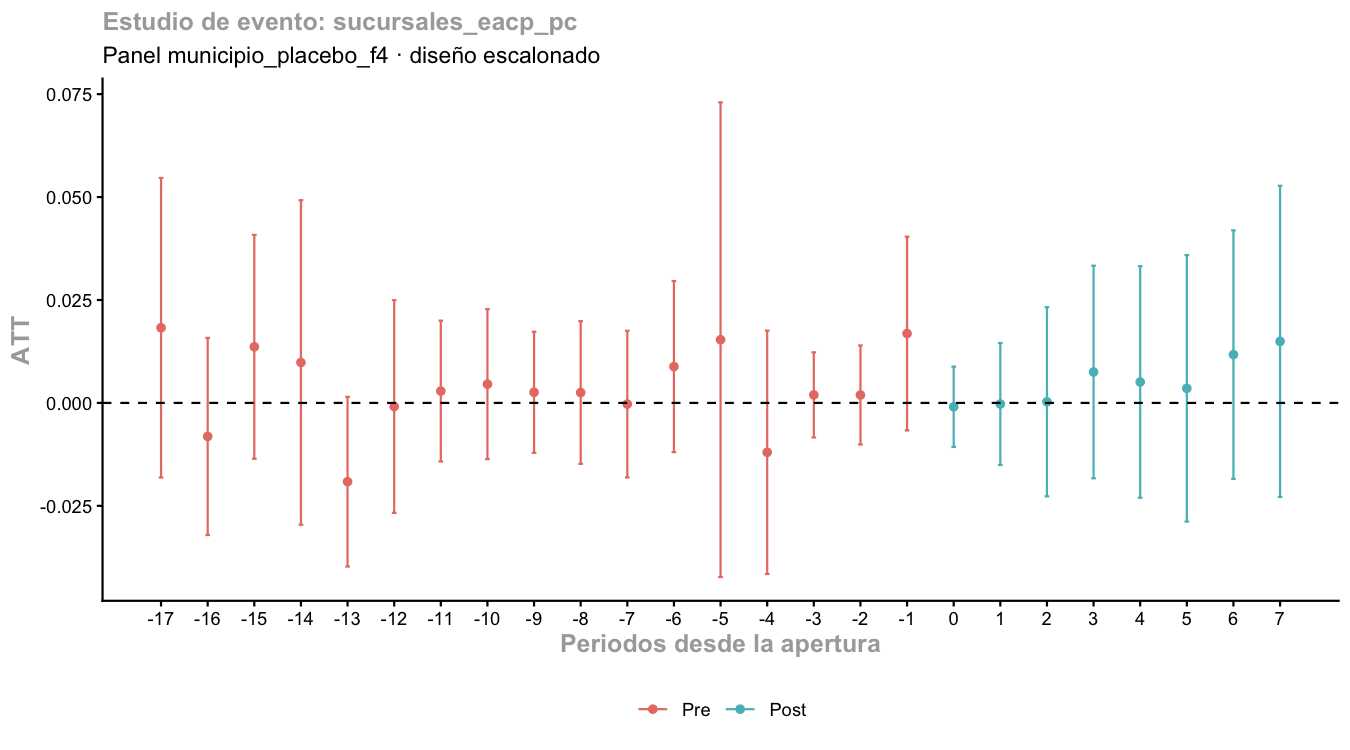 Estudio de evento: sucursales_eacp_pc
Panel municipio_placebo_f4 · diseño escalonado
0.075
0.050
0.025
0.000
-0.025
ATT
-17 -16 -15 -14 -13 -12 -11 -10 -9 -8 -7 -6 -5 -4 -3 -2 -1 0 1 2 3 4 5 6 7
Periodos desde la apertura
Pre Post